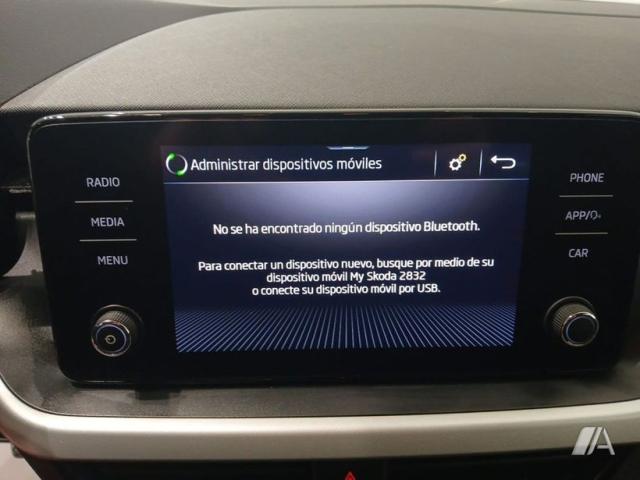 Administrar dispositivos móviles
RADIO
MEDIA
MENU
PHONE
APP/
CAR
No se ha encontrado ningún dispositivo Bluetooth.
Para conectar un dispositivo nuevo, busque por medio de su
dispositivo móvil My Skoda 2832
o conecte su dispositivo móvil por USB.